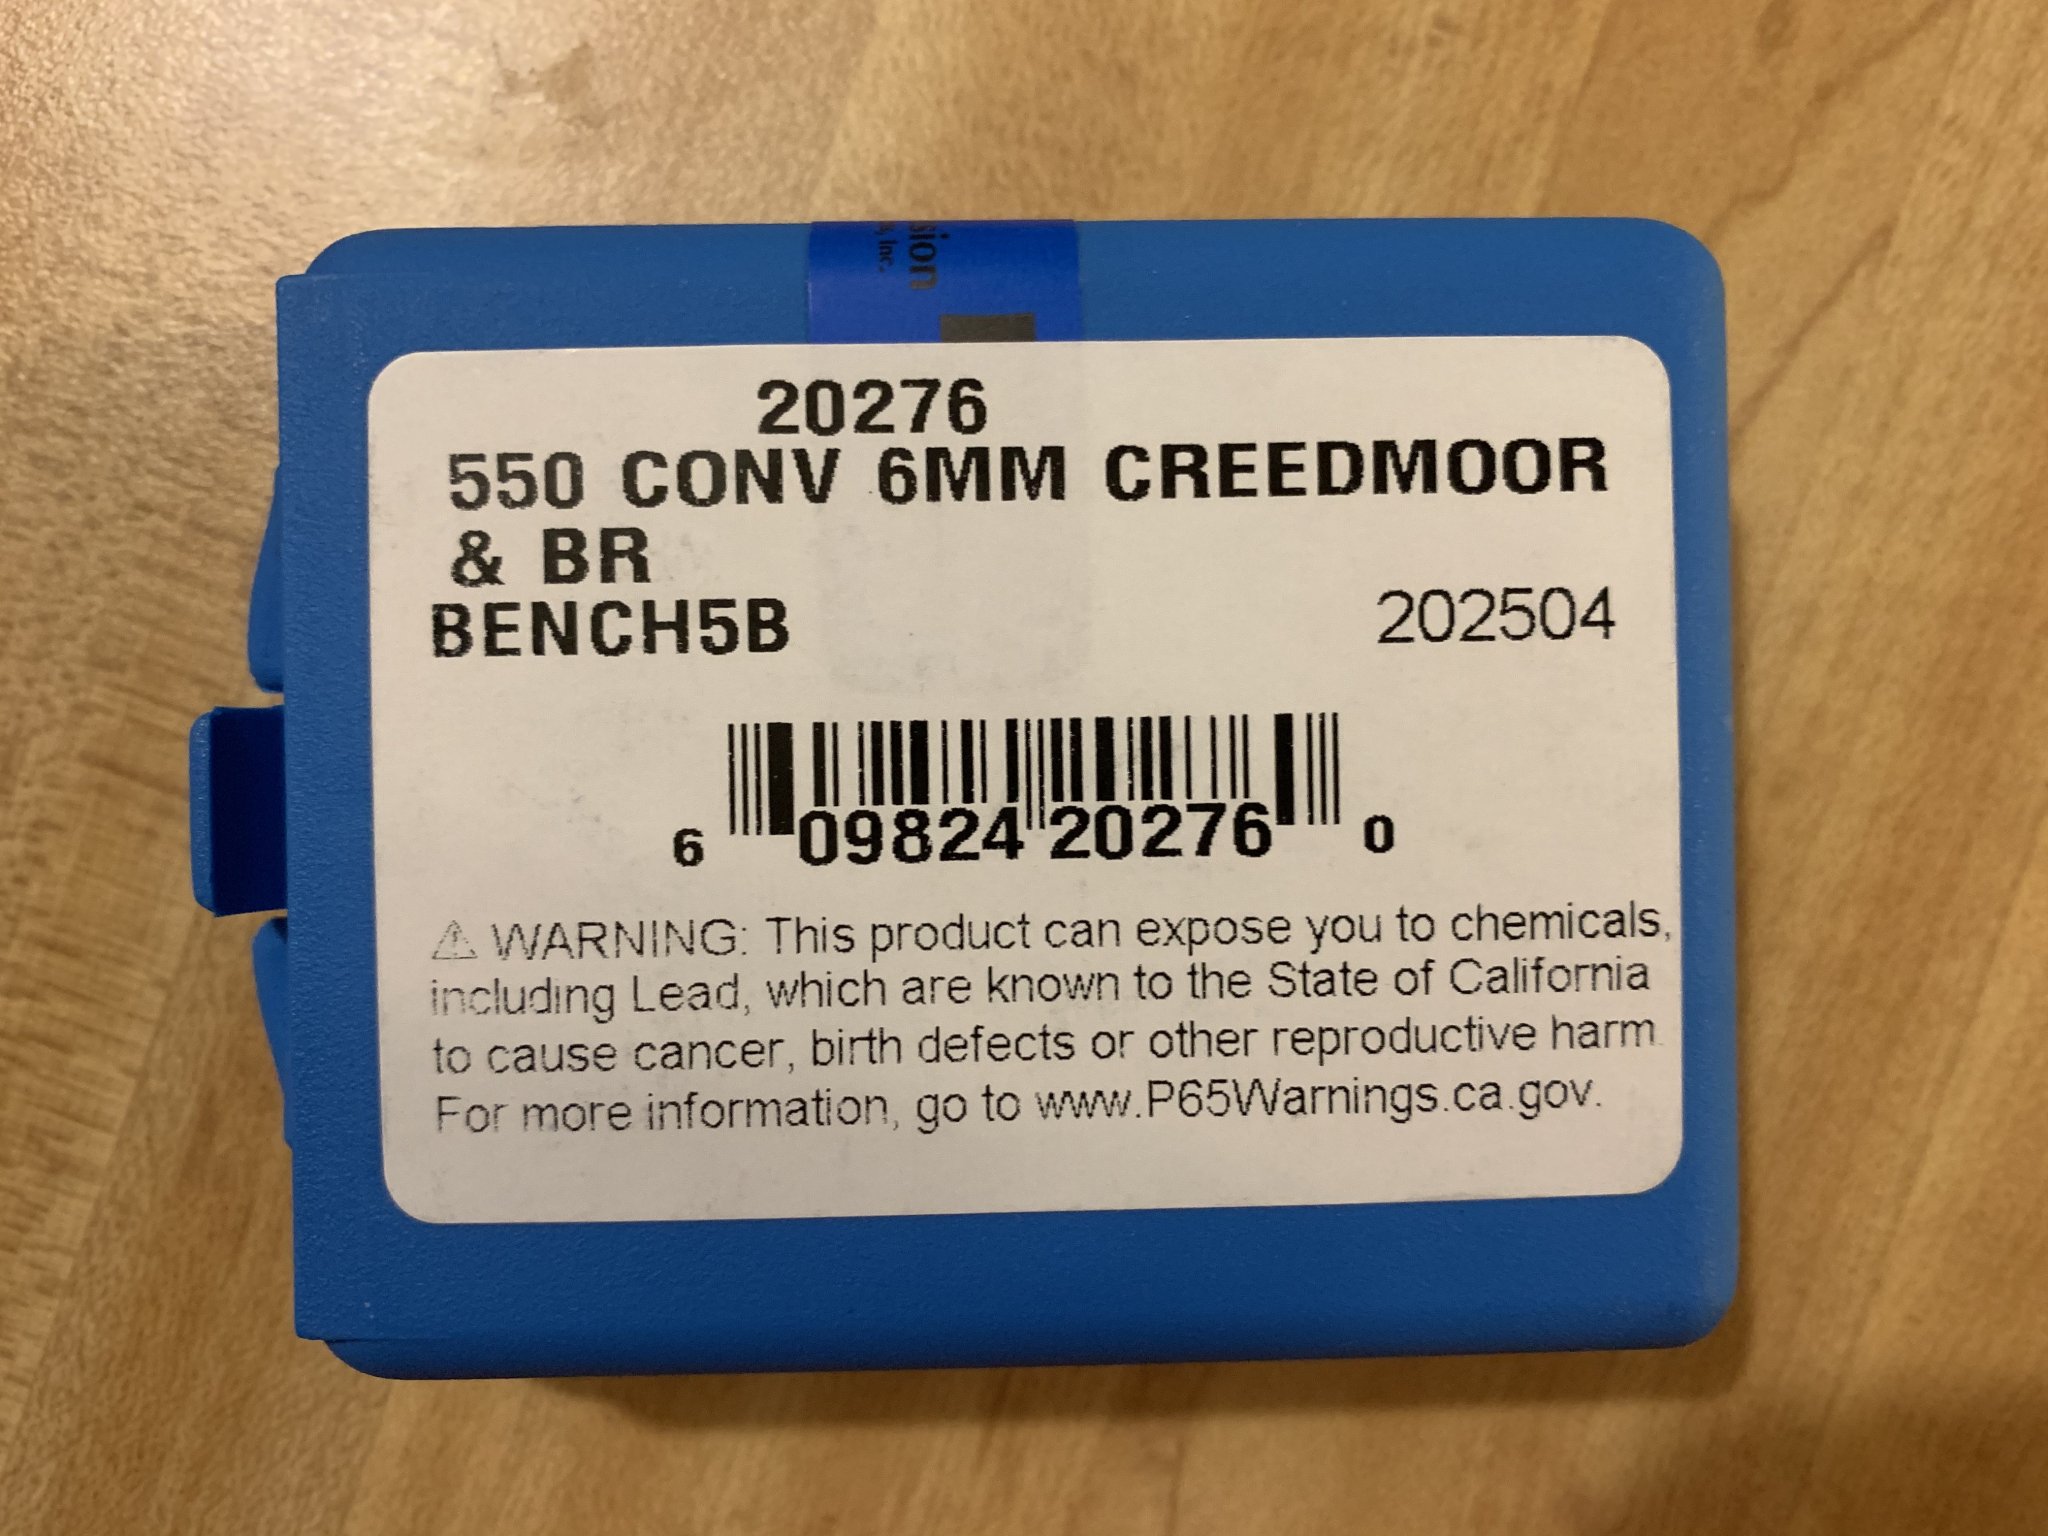 sion
Inc.
20276
550 CONV 6MM CREEDMOOR
& BR
BENCH5B
202504
6 09824 20276 0
⚠ WARNING: This product can expose you to chemicals,
including Lead, which are known to the State of California
to cause cancer, birth defects or other reproductive harm.
For more information, go to www.P65Warnings.ca.gov.